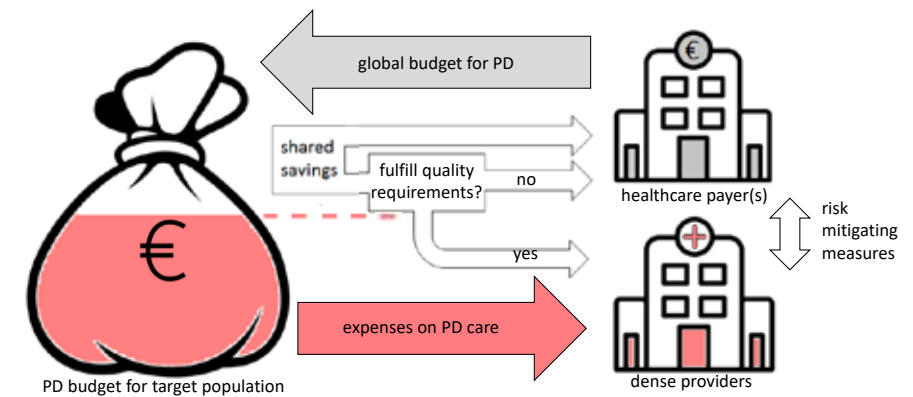 global budget for PD
€
shared
savings
fulfill quality
requirements?
no
healthcare payer(s)
risk
mitigating
measures
€
yes
expenses on PD care
PD budget for target population
dense providers